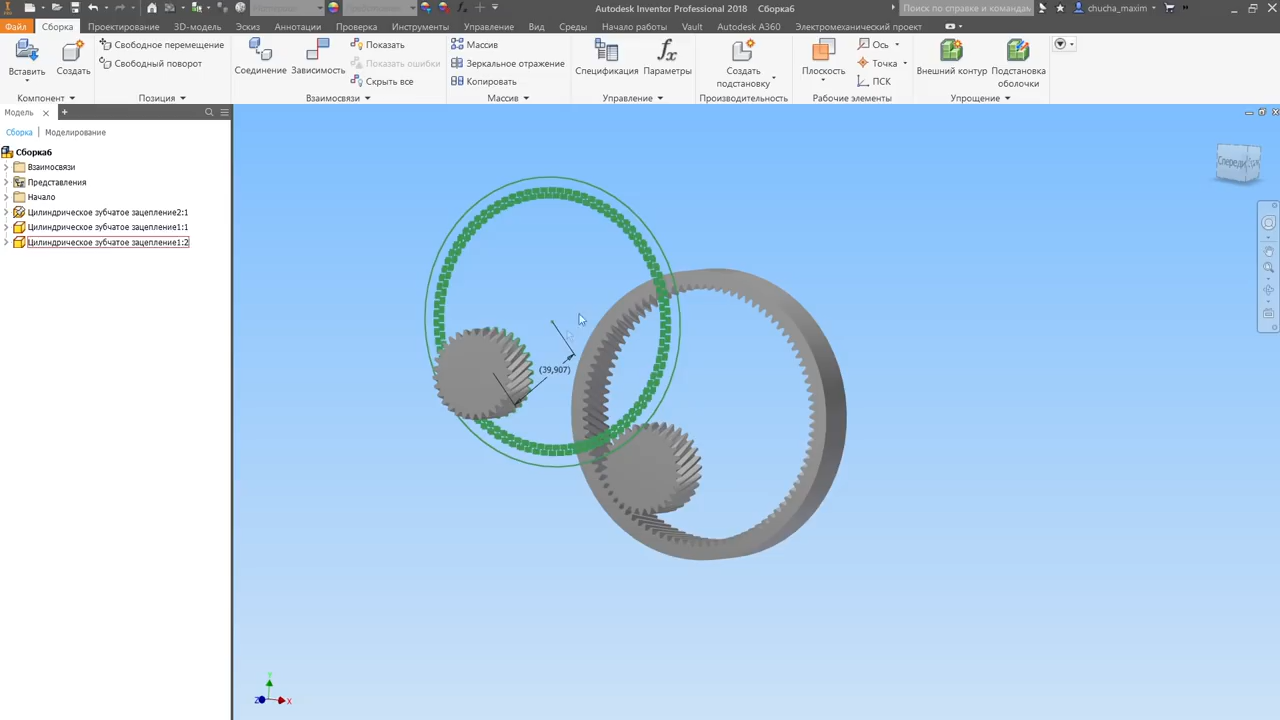 Autodesk Inventor Professional 2018 Сборка6
Поиск по справке и командам
chucha_maxim
Файл Сборка Проектирование 3D-модель Эскиз Аннотации Проверка Инструменты Управление Вид Среды Начало работы Vault Autodesk A360 Электромеханический проект
Вставить
Создать
Компонент
Свободное перемещение
Свободный поворот
Позиция
Соединение
Зависимость
Показать
Показать ошибки
Скрыть все
Взаимосвязи
Массив
Зеркальное отражение
Копировать
Массив
Спецификация
fx
Параметры
Управление
Создать
подстановку
Производительность
Плоскость
Ось
Точка
ПСК
Рабочие элементы
Внешний контур
Подстановка
оболочки
Упрощение
Модель
Сборка Моделирование
Сборка6
Взаимосвязи
Представления
Начало
Цилиндрическое зубчатое зацепление2:1
Цилиндрическое зубчатое зацепление1:1
Цилиндрическое зубчатое зацепление1:2
(39,907)
Спереди
Y
Z
X